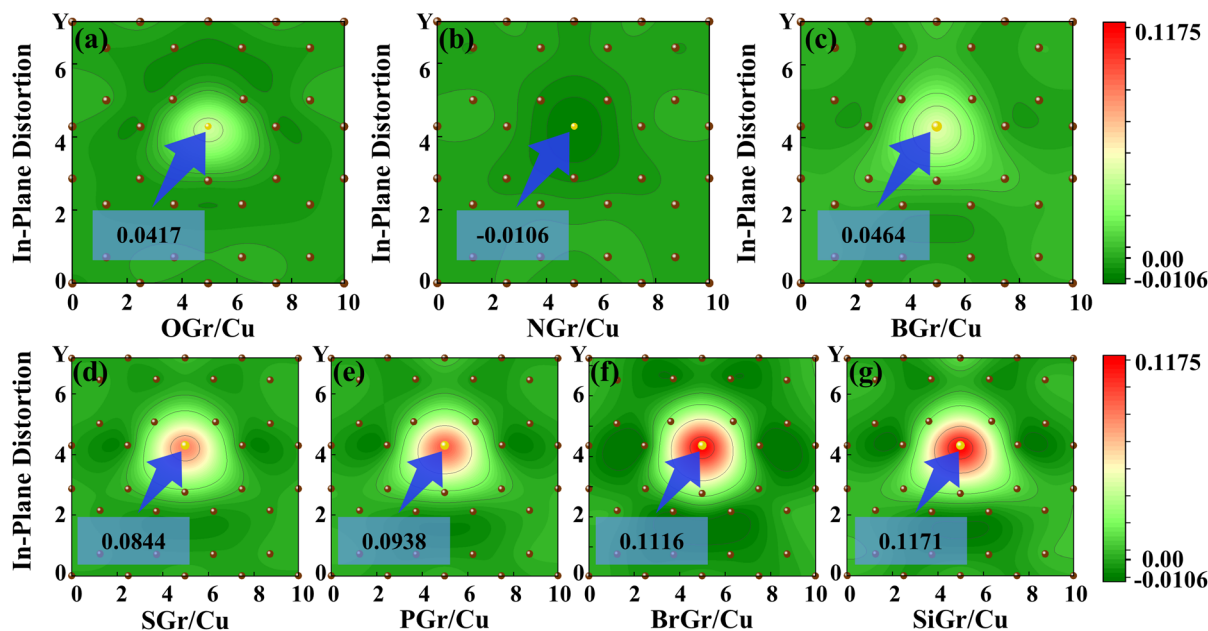 Y
(a)
(b)
(c)
In-Plane Distortion
6
4
2
0
0.0417
0 2 4 6 8 10
OGr/Cu
In-Plane Distortion
Y
6
4
2
0
-0.0106
0 2 4 6 8 10
NGr/Cu
In-Plane Distortion
Y
6
4
2
0
0.0464
0 2 4 6 8 10
BGr/Cu
0.1175
0.00
-0.0106
In-Plane Distortion
Y
6
4
2
0
(d)
0.0844
0 2 4 6 8 10
SGr/Cu
Y
6
4
2
0
(e)
0.0938
0 2 4 6 8 10
PGr/Cu
Y
6
4
2
0
(f)
0.1116
0 2 4 6 8 10
BrGr/Cu
Y
6
4
2
0
(g)
0.1171
0 2 4 6 8 10
SiGr/Cu
0.1175
0.00
-0.0106